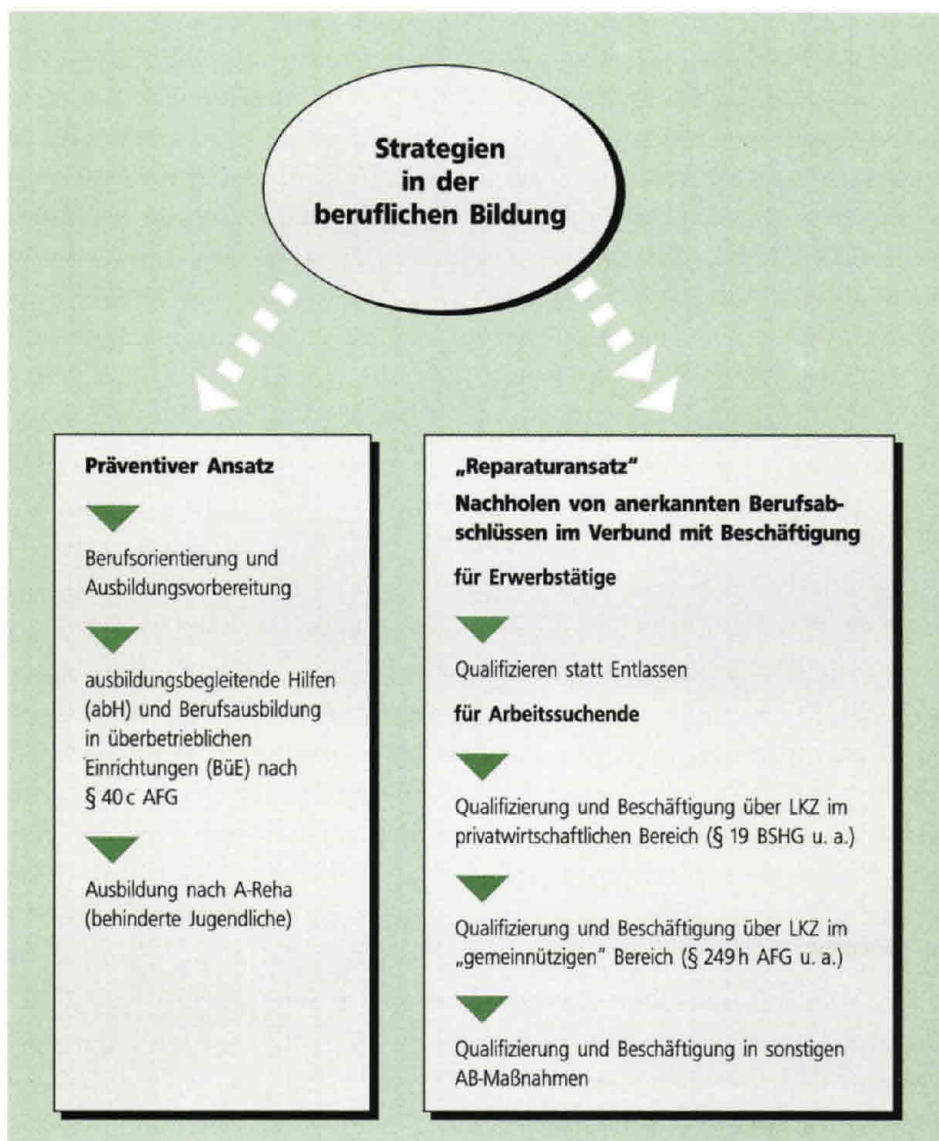 Strategien
in der
beruflichen Bildung
Präventiver Ansatz
Berufsorientierung und
Ausbildungsvorbereitung
ausbildungsbegleitende Hilfen
(abH) und Berufsausbildung
in überbetrieblichen
Einrichtungen (BüE) nach
§ 40 c AFG
Ausbildung nach A-Reha
(behinderte Jugendliche)
„Reparaturansatz"
Nachholen von anerkannten Berufsab-
schlüssen im Verbund mit Beschäftigung
für Erwerbstätige
Qualifizieren statt Entlassen
für Arbeitssuchende
Qualifizierung und Beschäftigung über LKZ im
privatwirtschaftlichen Bereich (§ 19 BSHG u. a.)
Qualifizierung und Beschäftigung über LKZ im
„gemeinnützigen" Bereich (§ 249 h AFG u. a.)
Qualifizierung und Beschäftigung in sonstigen
AB-Maßnahmen